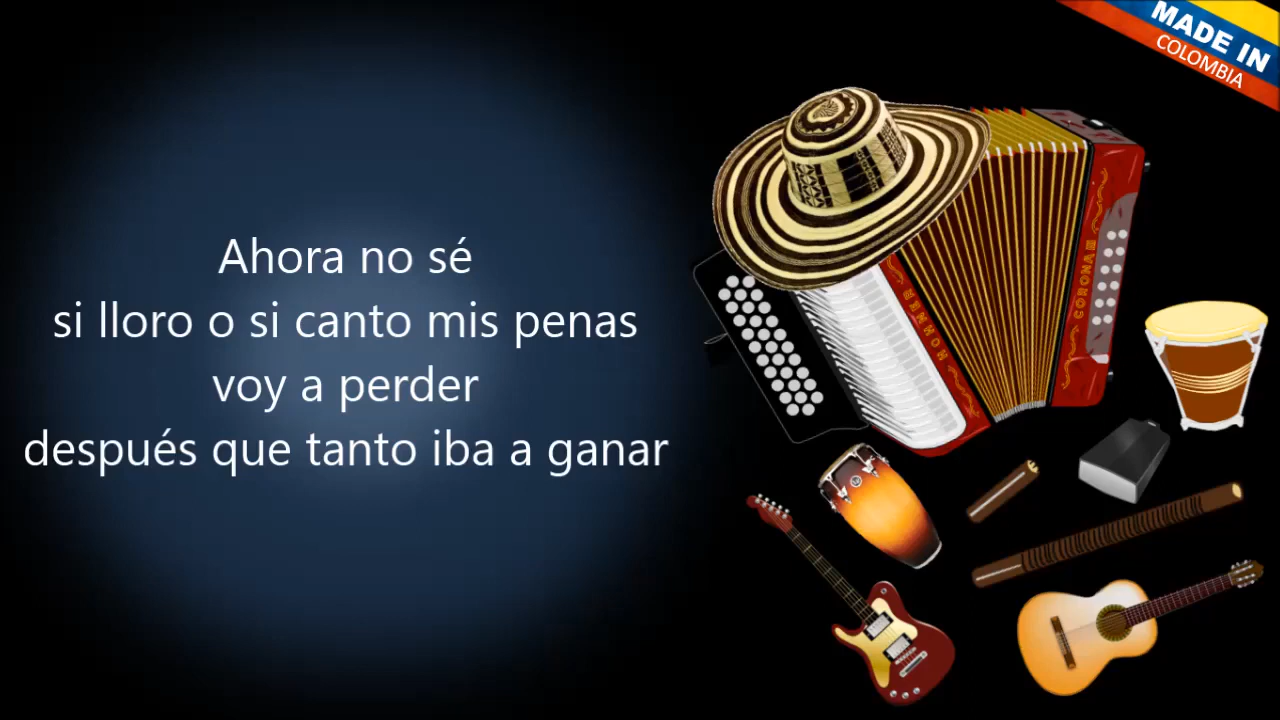 MADE IN
COLOMBIA
Ahora no sé
si lloro o si canto mis penas
voy a perder
después que tanto iba a ganar
CORONA III